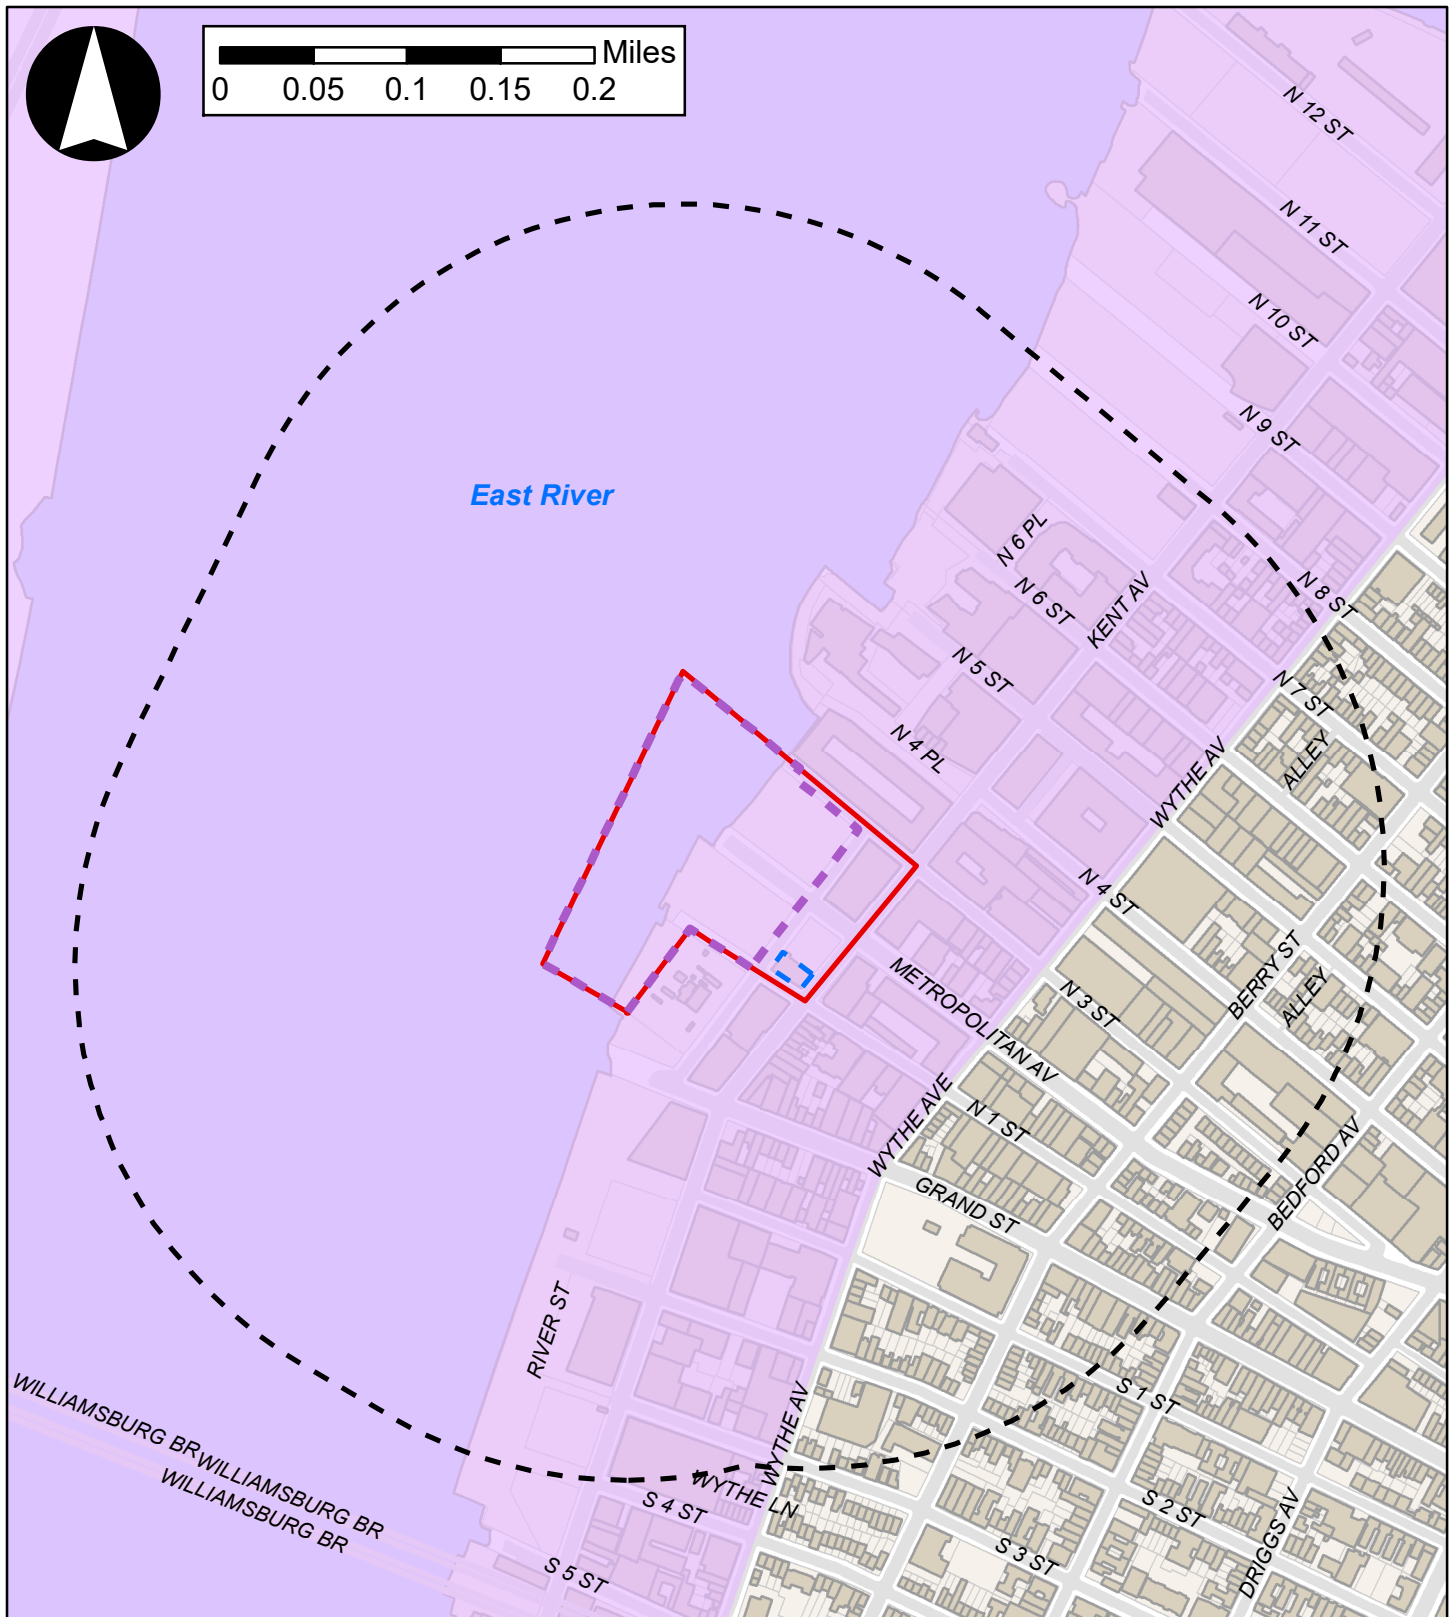 Miles
0 0.05 0.1 0.15 0.2
N 12 ST
N 11 ST
N 10 ST
N 9 ST
East River
N 6 PL
N 6 ST
KENT AV
N 8 ST
N 5 ST
N 7 ST
N 4 PL
WYTHE AV
ALLEY
N 4 ST
BERRY ST
ALLEY
METROPOLITAN AV
N 3 ST
WYTHE AVE
N 1 ST
BEDFORD AV
GRAND ST
RIVER ST
WILLIAMSBURG BR
WILLIAMSBURG BR
WILLIAMSBURG BR
WYTHE AV
S 1 ST
WYTHE LN
S 4 ST
S 2 ST
S 3 ST
DRIGGS AV
S 5 ST